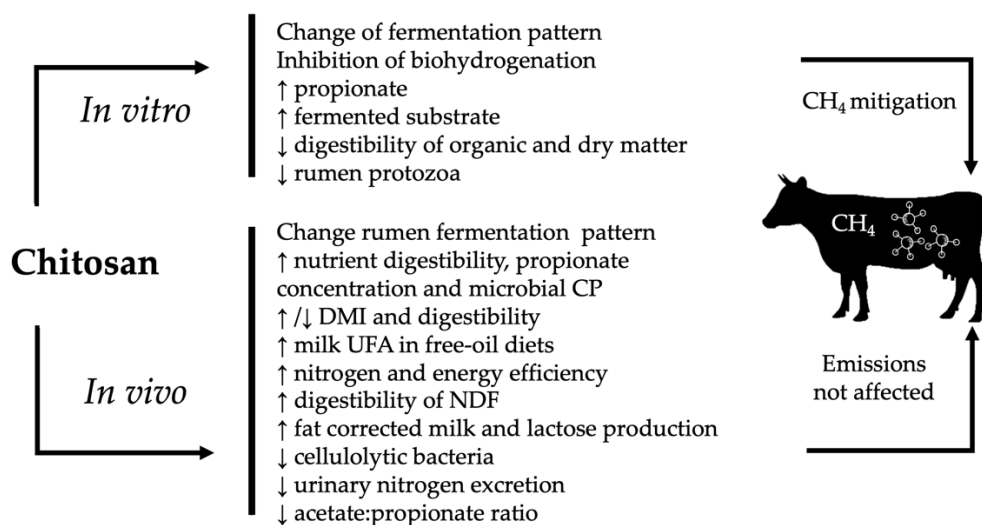 Change of fermentation pattern
Inhibition of biohydrogenation
↑ propionate
↑ fermented substrate
↓ digestibility of organic and dry matter
↓ rumen protozoa
In vitro
CH₄ mitigation
Chitosan
CH₄
Change rumen fermentation pattern
↑ nutrient digestibility, propionate
concentration and microbial CP
↑ /↓ DMI and digestibility
↑ milk UFA in free-oil diets
↑ nitrogen and energy efficiency
↑ digestibility of NDF
↑ fat corrected milk and lactose production
↓ cellulolytic bacteria
↓ urinary nitrogen excretion
↓ acetate:propionate ratio
In vivo
Emissions
not affected